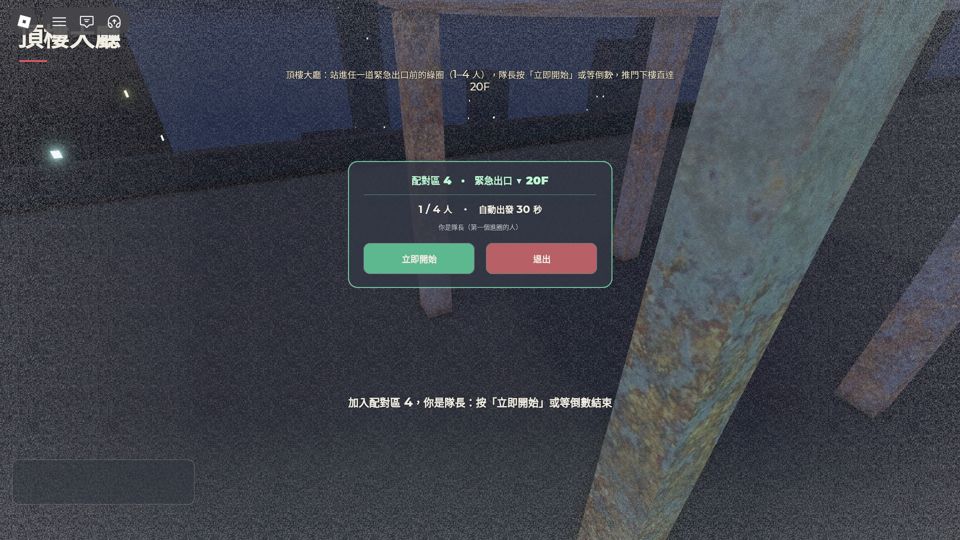 頂樓大廳
頂樓大廳：站進任一道緊急出口前的綠圈（1–4 人），隊長按「立即開始」或等倒數，推門下樓直達
20F
配對區 4 • 緊急出口 ▼ 20F
1 / 4 人 • 自動出發 30 秒
你是隊長（第一個進圈的人）
立即開始
退出
加入配對區 4，你是隊長：按「立即開始」或等倒數結束